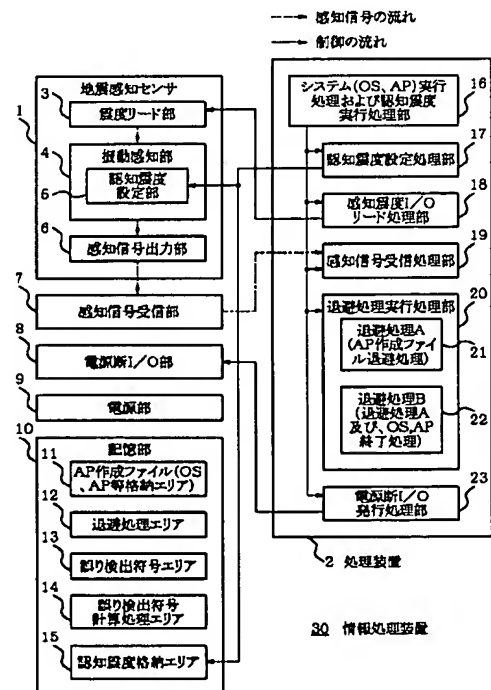 感知信号の流れ
制御の流れ
地震感知センサ
1
3
震度リード部
4
振動感知部
5
認知震度
設定部
6
感知信号出力部
7
感知信号受信部
8
電源断I/O部
9
電源部
10
記憶部
11
AP作成ファイル(OS
、AP等格納エリア)
12
退避処理エリア
13
誤り検出符号エリア
14
誤り検出符号
計算処理エリア
15
認知震度格納エリア
システム(OS、AP)実行
処理および認知震度
実行処理部
16
認知震度設定処理部
17
感知震度I/O
リード処理部
18
感知信号受信処理部
19
退避処理実行処理部
20
退避処理A
(AP作成ファイル
退避処理)
21
退避処理B
(退避処理A
及び、OS,AP
終了処理)
22
電源断I/O
発行処理部
23
2 処理装置
30 情報処理装置